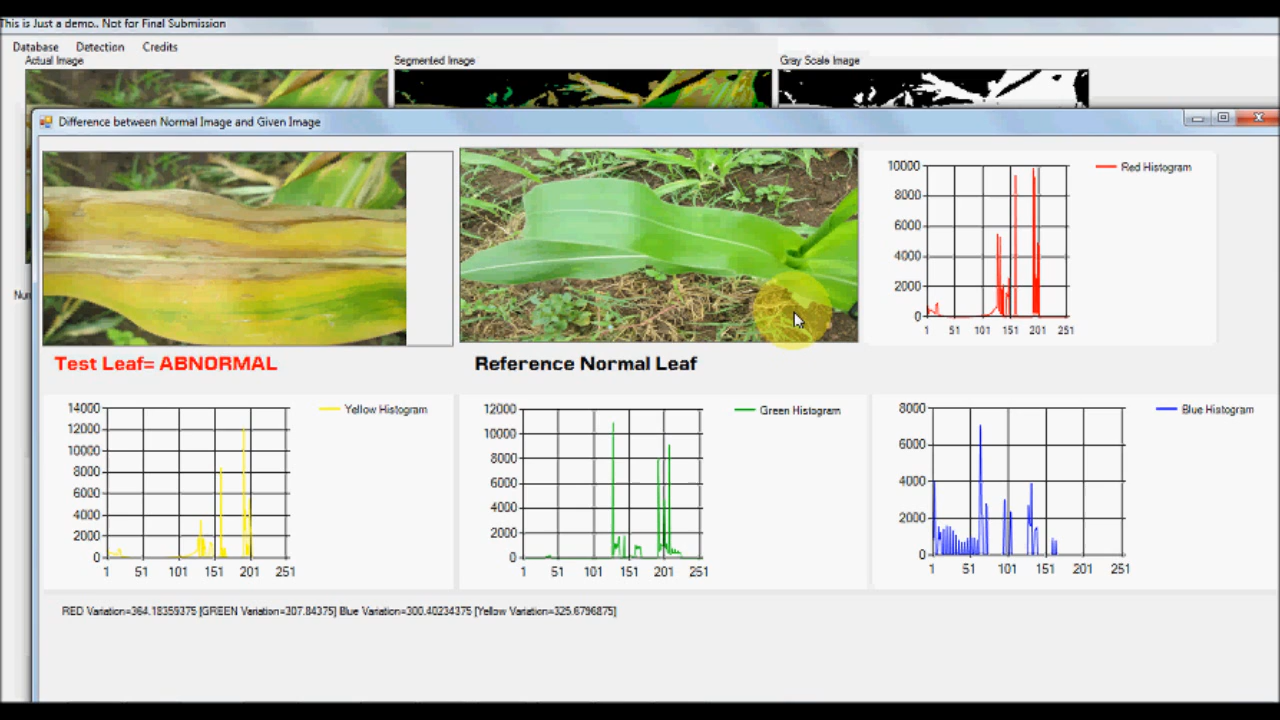 This is Just a demo.. Not for Final Submission
Database Detection Credits
Actual Image Segmented Image Gray Scale Image
Difference between Normal Image and Given Image
10000
8000
6000
4000
2000
0
1 51 101 151 201 251
Red Histogram
Test Leaf= ABNORMAL
Reference Normal Leaf
14000
12000
10000
8000
6000
4000
2000
0
1 51 101 151 201 251
Yellow Histogram
12000
10000
8000
6000
4000
2000
0
1 51 101 151 201 251
Green Histogram
8000
6000
4000
2000
0
1 51 101 151 201 251
Blue Histogram
RED Variation=364.18359375 [GREEN Variation=307.84375] Blue Variation=300.40234375 [Yellow Variation=325.6796875]